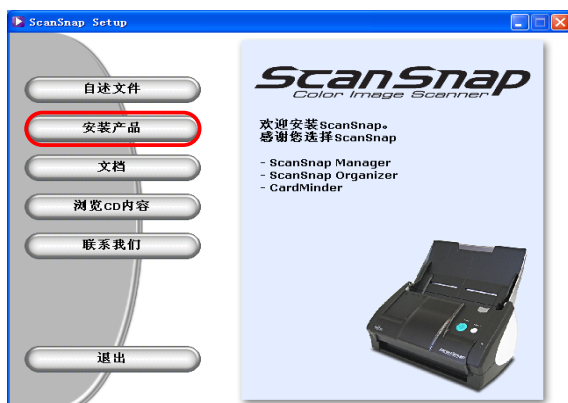 ScanSnap Setup
自述文件
安装产品
文档
浏览CD内容
联系我们
退出
ScanSnap
Color Image Scanner
欢迎安装ScanSnap。
感谢您选择ScanSnap
- ScanSnap Manager
- ScanSnap Organizer
- CardMinder